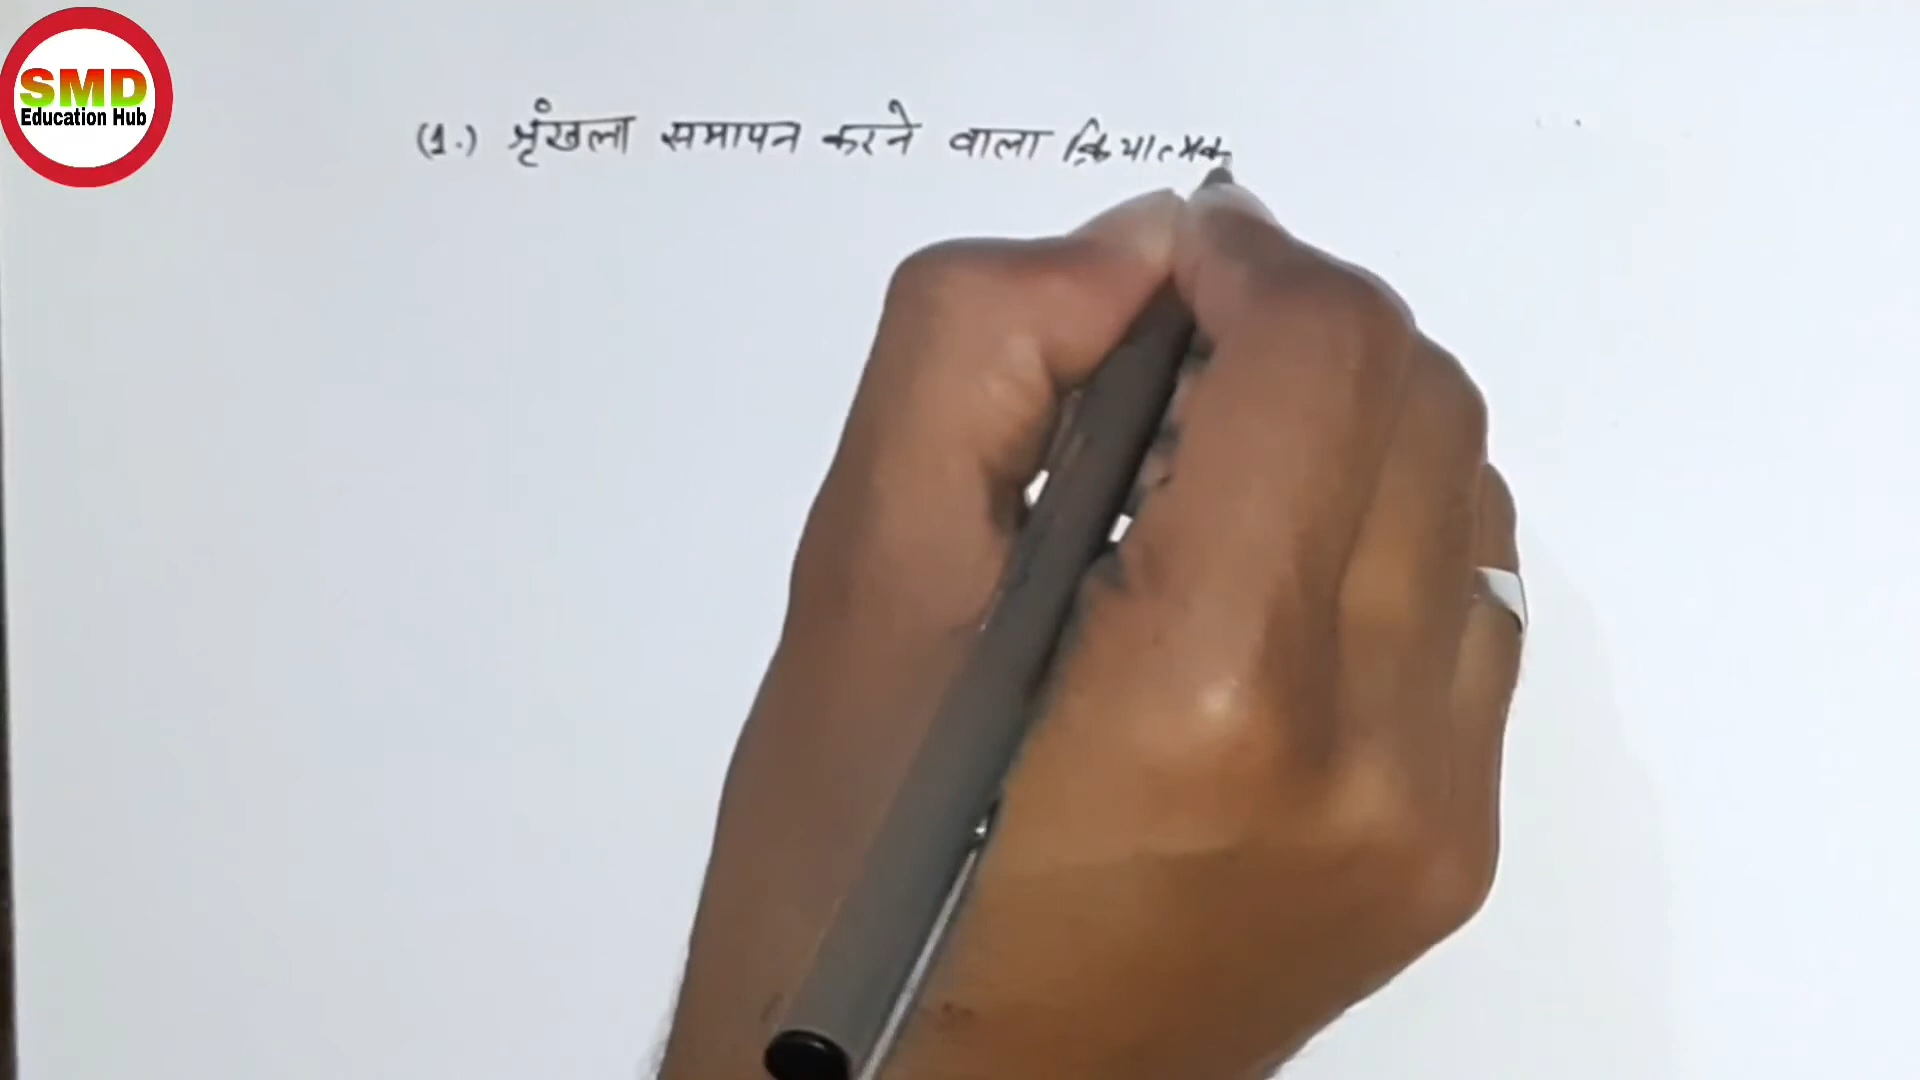 SMD
Education Hub
(1.) श्रृंखला समापन करने वाला क्रियात्मक